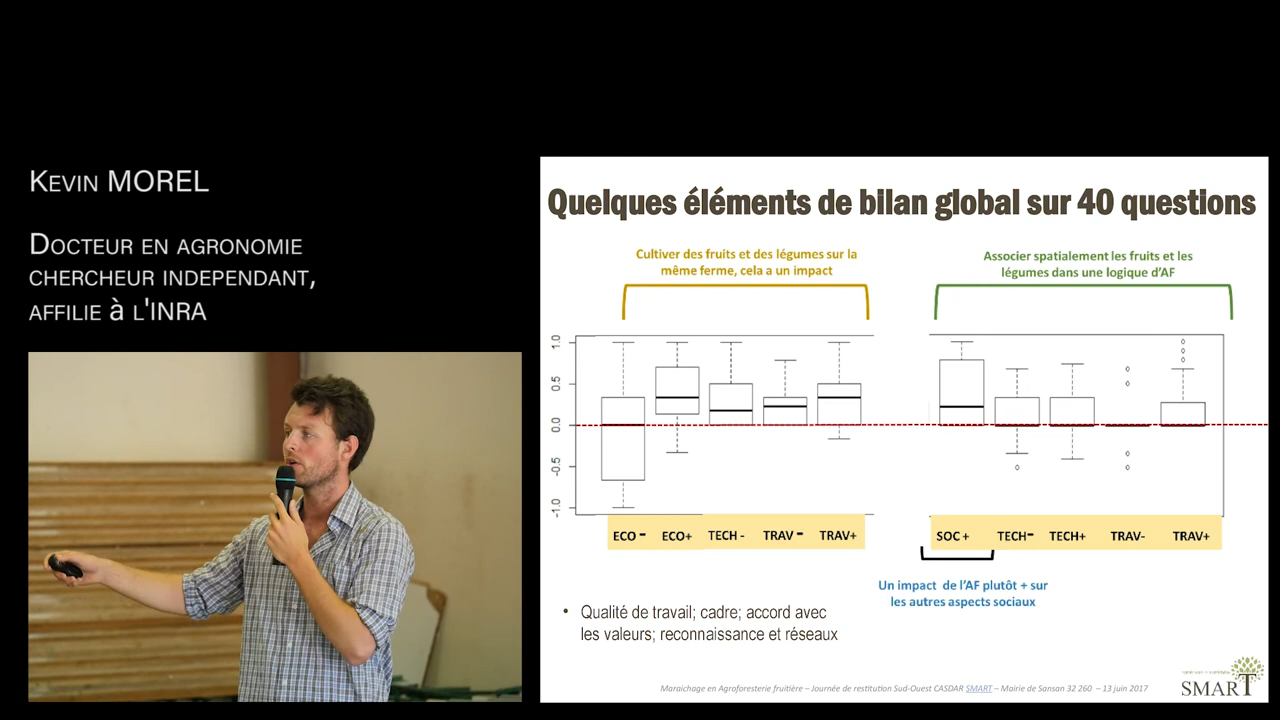 KEVIN MOREL
DOCTEUR EN AGRONOMIE
CHERCHEUR INDEPENDANT,
AFFILIE à L'INRA
Quelques éléments de bilan global sur 40 questions
Cultiver des fruits et des légumes sur la
même ferme, cela a un impact
Associer spatialement les fruits et les
légumes dans une logique d'AF
1.0
0.5
0.0
-0.5
-1.0
ECO - ECO+ TECH - TRAV - TRAV+
SOC + TECH- TECH+ TRAV- TRAV+
Un impact de l'AF plutôt + sur
les autres aspects sociaux
• Qualité de travail; cadre; accord avec
les valeurs; reconnaissance et réseaux
Maraichage en Agroforesterie fruitière – Journée de restitution Sud-Ouest CASDAR SMART – Mairie de Sansan 32 260 – 13 juin 2017
SMART